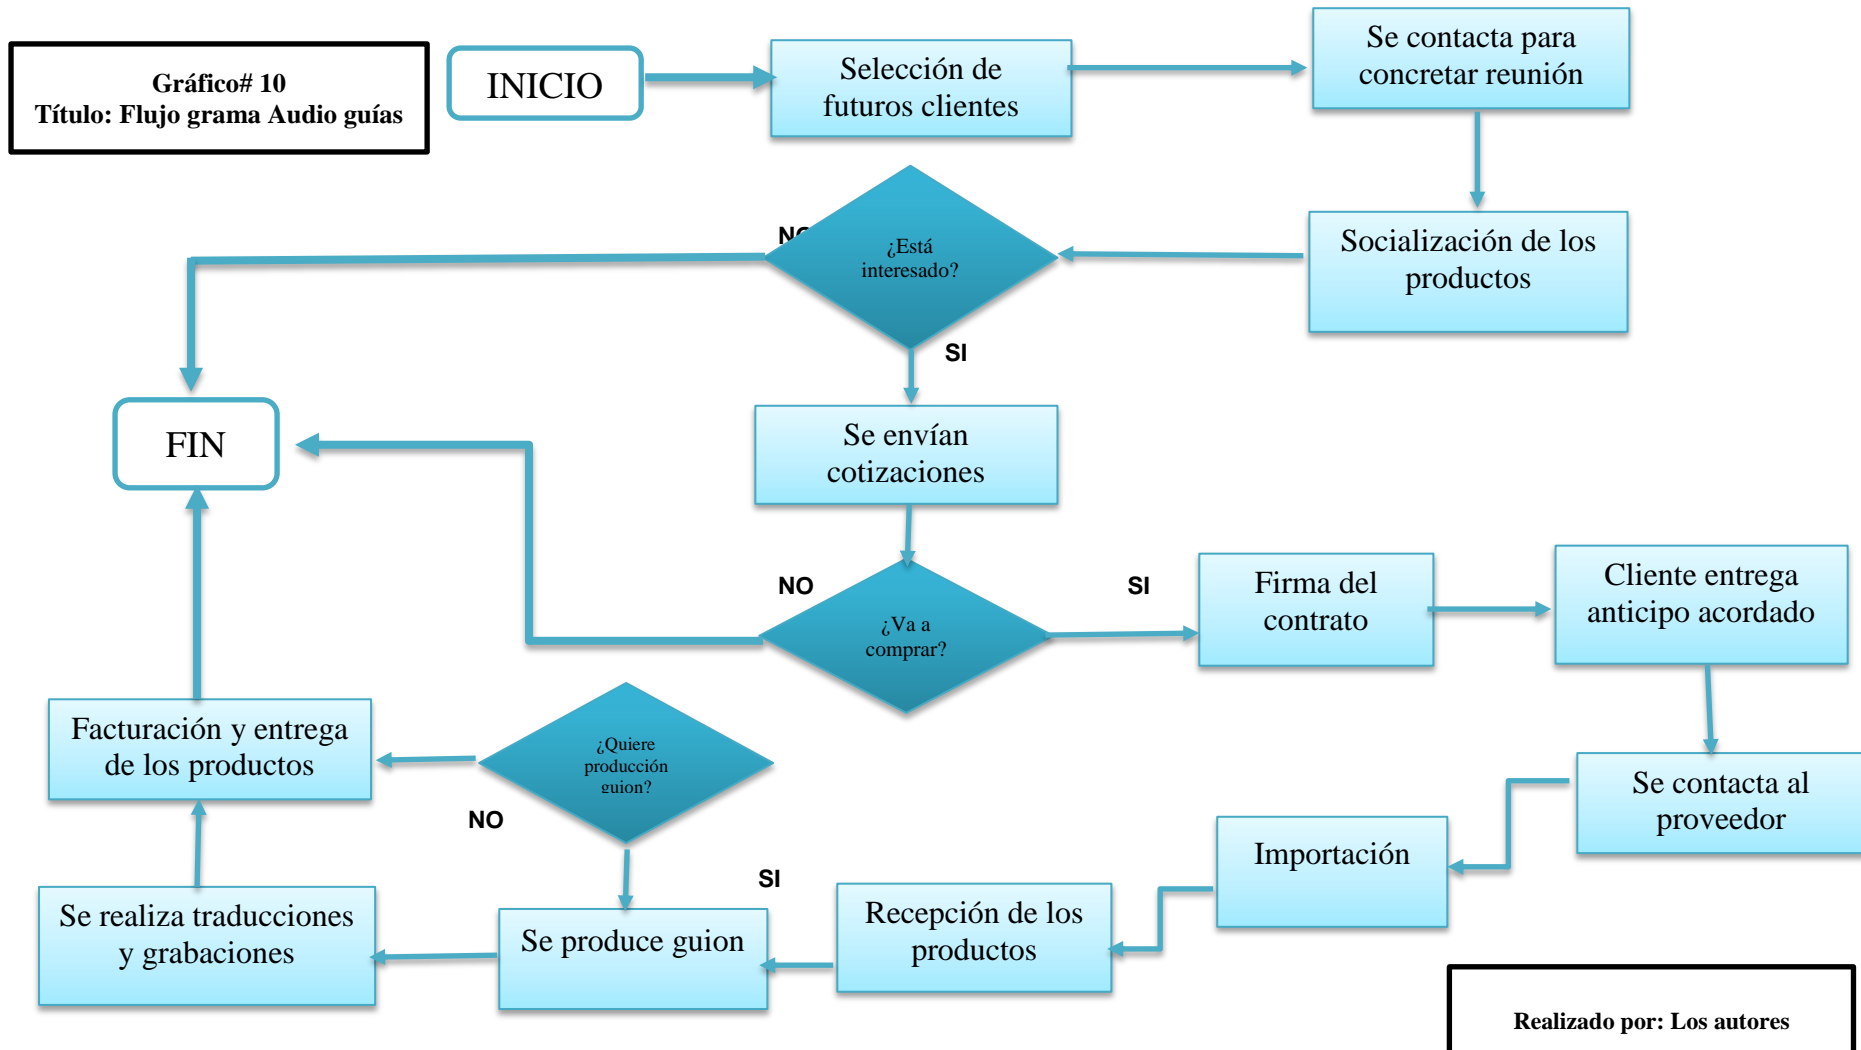 Gráfico# 10
Título: Flujo grama Audio guías
INICIO
Selección de
futuros clientes
Se contacta para
concretar reunión
Socialización de los
productos
¿Está
interesado?
NO
SI
FIN
Se envían
cotizaciones
¿Va a
comprar?
NO
SI
Firma del
contrato
Cliente entrega
anticipo acordado
Se contacta al
proveedor
Importación
Recepción de los
productos
¿Quiere
producción
guion?
NO
SI
Se produce guion
Se realiza traducciones
y grabaciones
Facturación y entrega
de los productos
Realizado por: Los autores